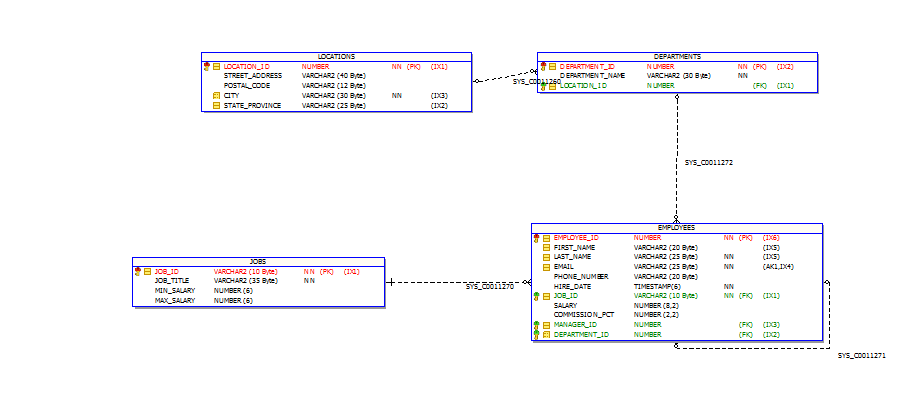 LOCATIONS
LOCATION_ID NUMBER NN (PK) (IX1)
STREET_ADDRESS VARCHAR2 (40 Byte)
POSTAL_CODE VARCHAR2 (12 Byte)
CITY VARCHAR2 (30 Byte) NN (IX3)
STATE_PROVINCE VARCHAR2 (25 Byte) (IX2)
SYS_C0011260
DEPARTMENTS
DEPARTMENT_ID NUMBER NN (PK) (IX2)
DEPARTMENT_NAME VARCHAR2 (30 Byte) NN
LOCATION_ID NUMBER (FK) (IX1)
SYS_C0011272
JOBS
JOB_ID VARCHAR2 (10 Byte) NN (PK) (IX1)
JOB_TITLE VARCHAR2 (35 Byte) NN
MIN_SALARY NUMBER (6)
MAX_SALARY NUMBER (6)
SYS_C0011270
EMPLOYEES
EMPLOYEE_ID NUMBER NN (PK) (IX6)
FIRST_NAME VARCHAR2 (20 Byte) (IX5)
LAST_NAME VARCHAR2 (25 Byte) NN (IX5)
EMAIL VARCHAR2 (25 Byte) NN (AK1,IX4)
PHONE_NUMBER VARCHAR2 (20 Byte)
HIRE_DATE TIMESTAMP(6) NN
JOB_ID VARCHAR2 (10 Byte) NN (FK) (IX1)
SALARY NUMBER (8,2)
COMMISSION_PCT NUMBER (2,2)
MANAGER_ID NUMBER (FK) (IX3)
DEPARTMENT_ID NUMBER (FK) (IX2)
SYS_C0011271